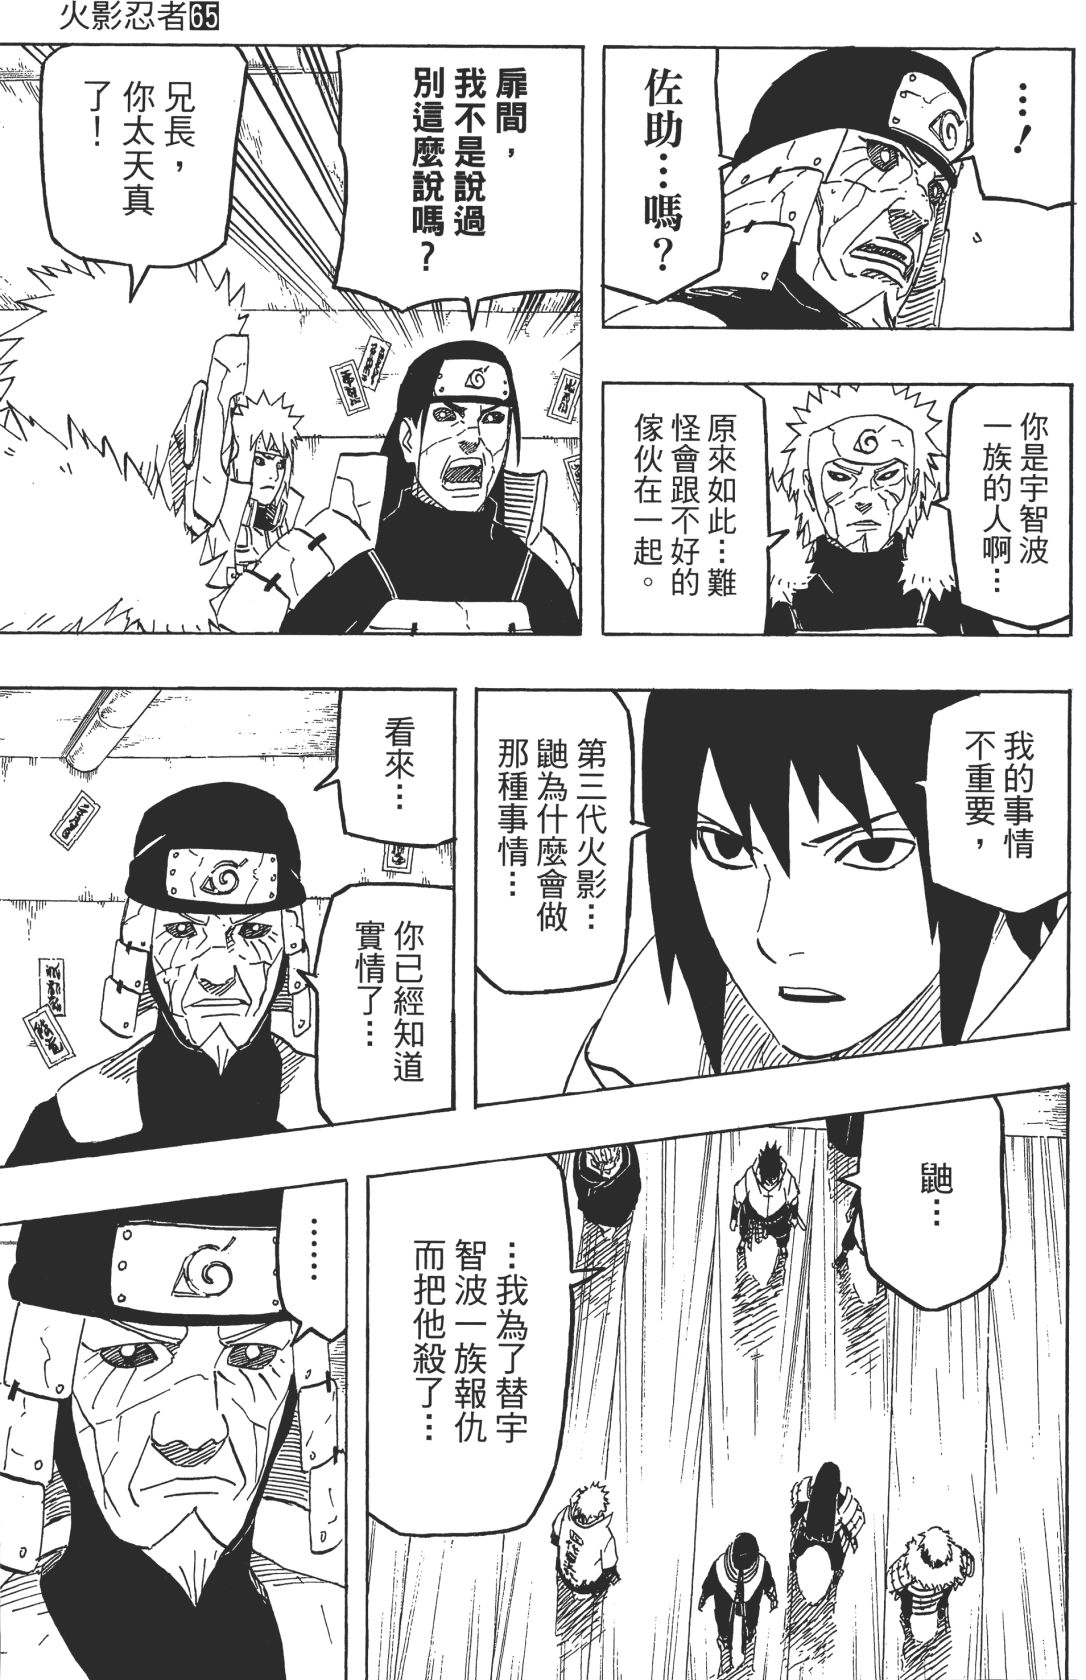 火影忍者65
…！
佐助…嗎？
你是宇智波
一族的人啊…
原來如此…難
怪會跟不好的
傢伙在一起。
扉間，
我不是說過
別這麼說嗎？
兄長，
你太天真
了！
我的事情
不重要，
第三代火影…
鼬為什麼會做
那種事情…
看來…
你已經知道
實情了…
鼬…
…我為了替宇
智波一族報仇
而把他殺了…
……